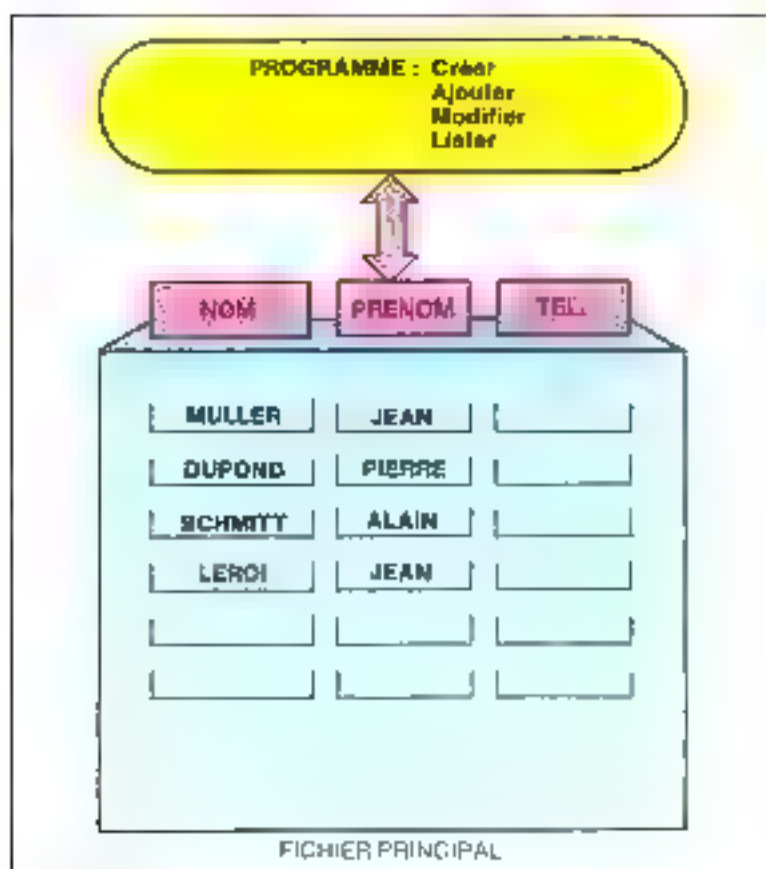 PROGRAMME : Créer
Ajouter
Modifier
Lister
NOM PRENOM TEL.
MULLER JEAN
DUPOND PIERRE
SCHMITT ALAIN
LEROI JEAN
FICHIER PRINCIPAL